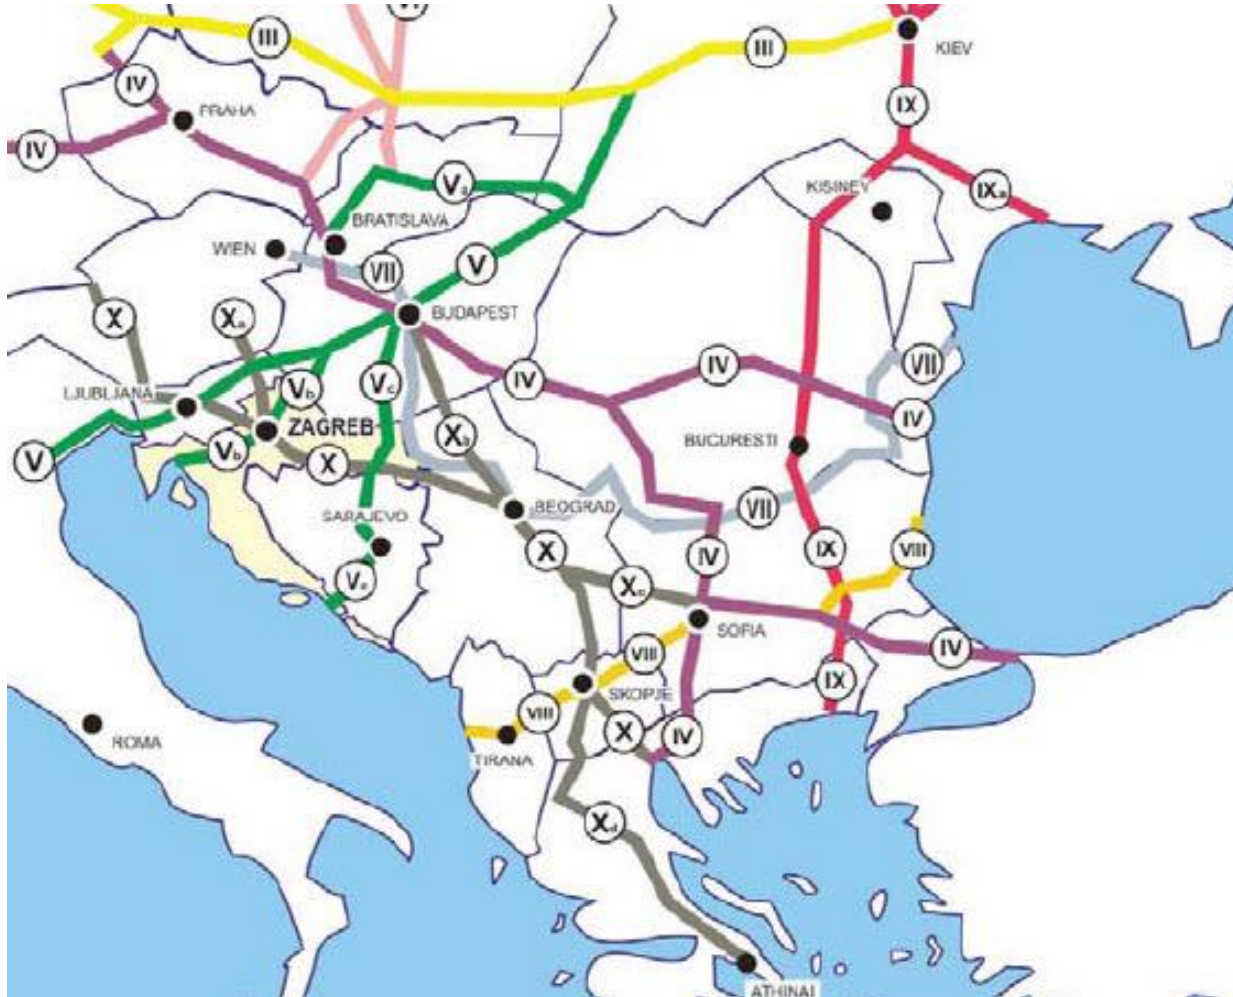 VI
III
III
KIEV
IV
PRAHA
IX
IV
Va
KISINEV
IXa
BRATISLAVA
WIEN
VII
V
X
Xa
BUDAPEST
LJUBLJANA
Vb
Vc
IV
IV
VII
ZAGREB
Xb
BUCURESTI
IV
V
Vb
X
SARAJEVO
BEOGRAD
VII
X
IV
IX
VIII
Vc
Xc
SOFIA
VIII
IV
SKOPJE
IX
VIII
ROMA
TIRANA
X
IV
Xd
ATHINAI